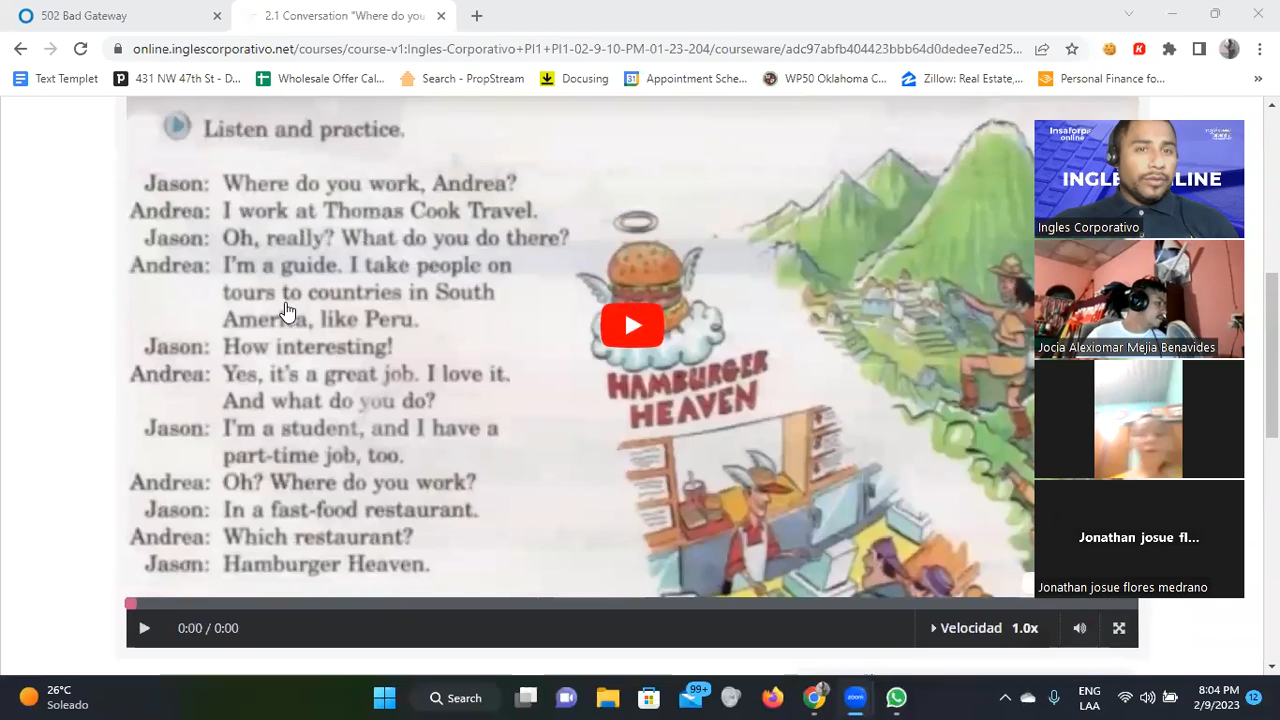 502 Bad Gateway
2.1 Conversation "Where do you
online.inglescorporativo.net/courses/course-v1:Ingles-Corporativo+PI1+PI1-02-9-10-PM-01-23-204/courseware/adc97abfb404423bbb64d0dedee7ed25...
Text Templet
431 NW 47th St - D...
Wholesale Offer Cal...
Search - PropStream
Docusing
Appointment Sche...
WP50 Oklahoma C...
Zillow: Real Estate,...
Personal Finance fo...
Listen and practice.
Jason: Where do you work, Andrea?
Andrea: I work at Thomas Cook Travel.
Jason: Oh, really? What do you do there?
Andrea: I'm a guide. I take people on
tours to countries in South
America, like Peru.
Jason: How interesting!
Andrea: Yes, it's a great job. I love it.
And what do you do?
Jason: I'm a student, and I have a
part-time job, too.
Andrea: Oh? Where do you work?
Jason: In a fast-food restaurant.
Andrea: Which restaurant?
Jason: Hamburger Heaven.
HAMBURGER
HEAVEN
Insaforp
online
INGLE
LINE
Ingles Corporativo
Jocia Alexiomar Mejia Benavides
Jonathan josue fl...
Jonathan josue flores medrano
0:00 / 0:00
Velocidad 1.0x
26°C
Soleado
Search
99+
zoom
ENG
LAA
8:04 PM
2/9/2023
12